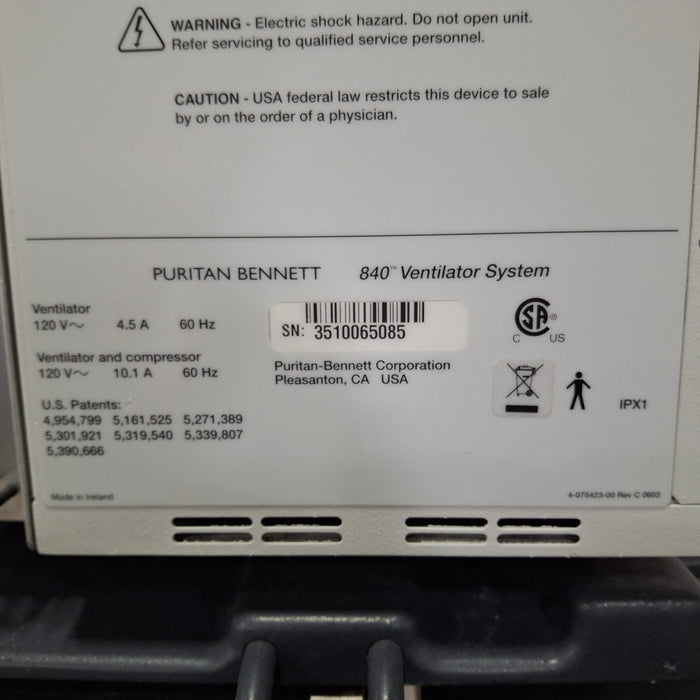 WARNING - Electric shock hazard. Do not open unit.
Refer servicing to qualified service personnel.
CAUTION - USA federal law restricts this device to sale
by or on the order of a physician.
PURITAN BENNETT 840™ Ventilator System
Ventilator
120 V~ 4.5 A 60 Hz
Ventilator and compressor
120 V~ 10.1 A 60 Hz
U.S. Patents:
4,954,799 5,161,525 5,271,389
5,301,921 5,319,540 5,339,807
5,390,666
Made in Ireland
SN: 3510065085
Puritan-Bennett Corporation
Pleasanton, CA USA
SA®
C US
IPX1
4-075423-00 Rev C 0803